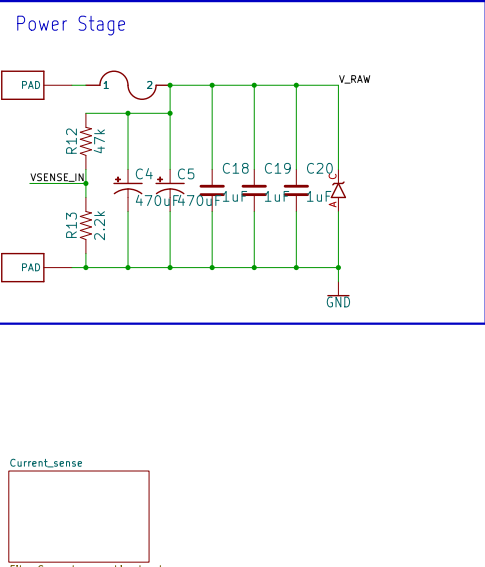 Power Stage
V_RAW
PAD
1
2
R12
47k
VSENSE_IN
C4
470uF
C5
470uF
C18
1uF
C19
1uF
C20
1uF
C
A
R13
2.2k
PAD
GND
Current_sense